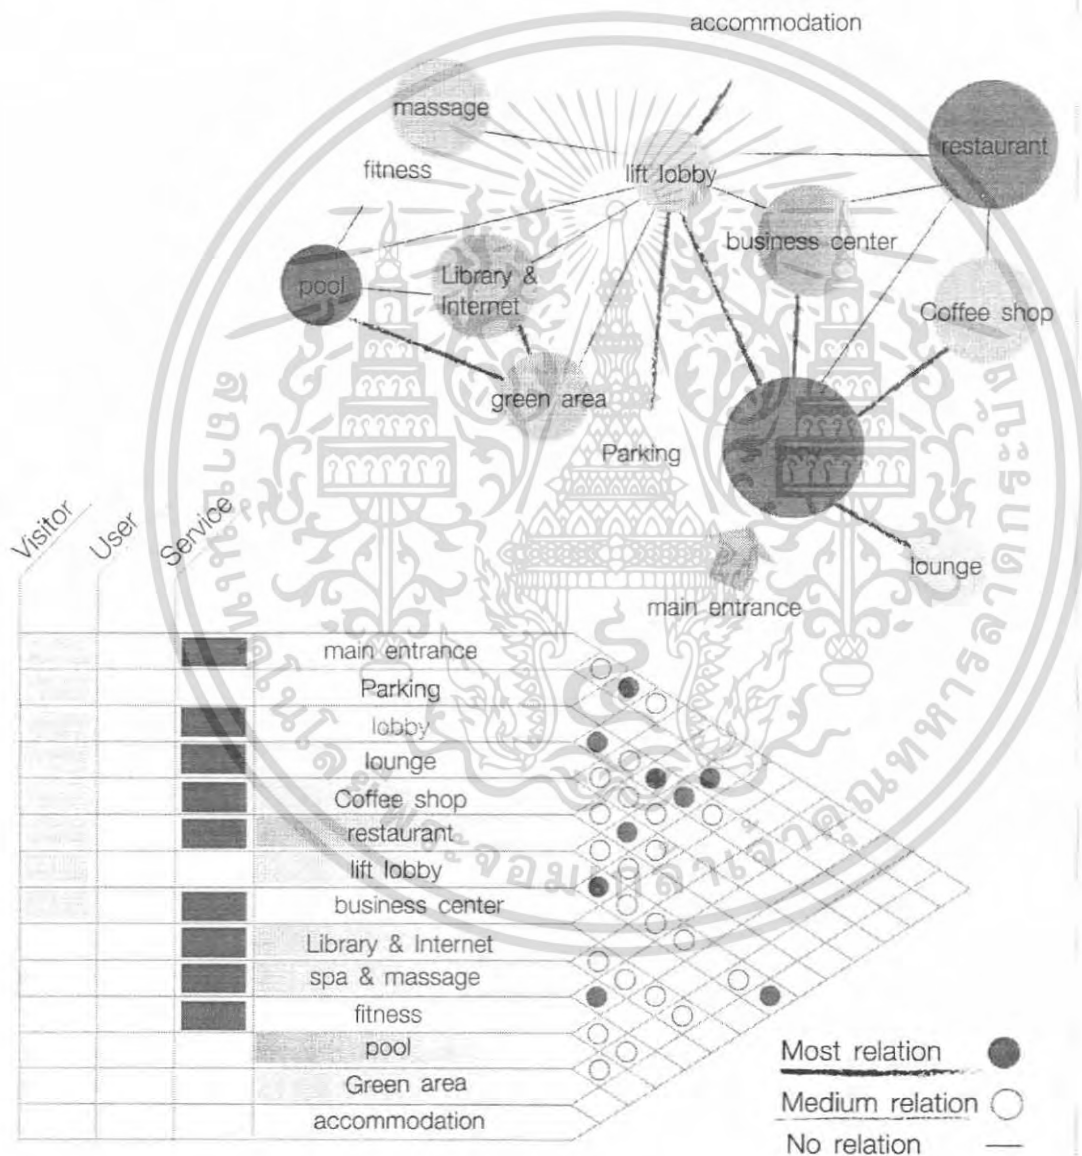 accommodation
massage
restaurant
fitness
lift lobby
business center
pool
Library &
Internet
Coffee shop
green area
Parking
lounge
main entrance
Visitor
User
Service
main entrance
Parking
lobby
lounge
Coffee shop
restaurant
lift lobby
business center
Library & Internet
spa & massage
fitness
pool
Green area
accommodation
Most relation
Medium relation
No relation